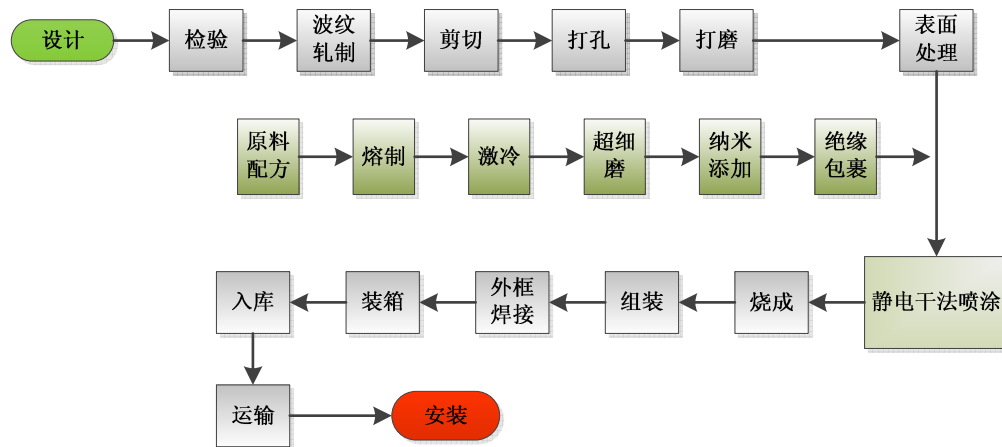 设计
检验
波纹
轧制
剪切
打孔
打磨
表面
处理
原料
配方
熔制
激冷
超细
磨
纳米
添加
绝缘
包裹
静电干法喷涂
烧成
组装
外框
焊接
装箱
入库
运输
安装